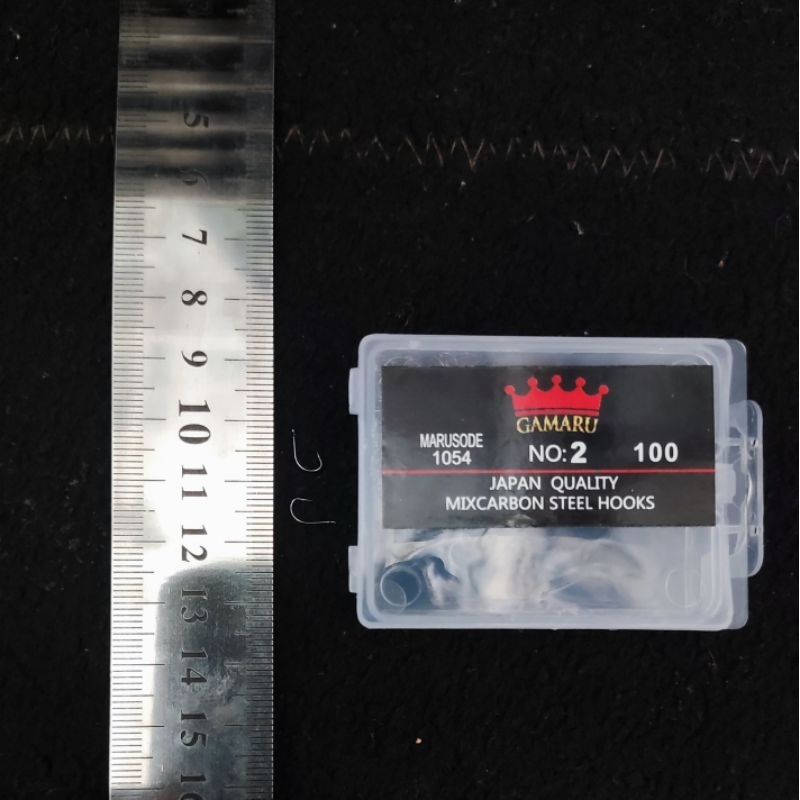 5
6
7
8
9
10
11
12
13
14
15
16
GAMARU
MARUSODE
1054
NO:2
100
JAPAN QUALITY
MIXCARBON STEEL HOOKS